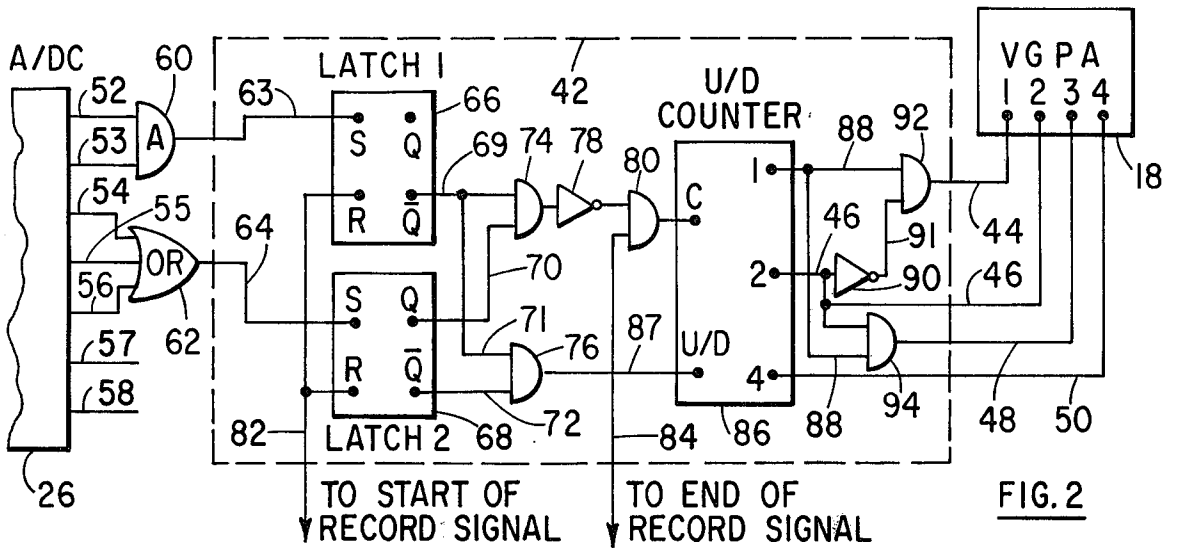 A/DC
60
52
53
A
54
55
56
OR
62
57
58
26
63
64
82
42
LATCH 1
66
S Q
R Q̅
69
74
78
80
70
S Q
R Q̅
LATCH 2
68
71
72
76
87
84
U/D
COUNTER
C
U/D
1
2
4
86
88
92
46
91
90
44
46
88
94
48
50
VGPA
1 2 3 4
18
TO START OF
RECORD SIGNAL
TO END OF
RECORD SIGNAL
FIG. 2